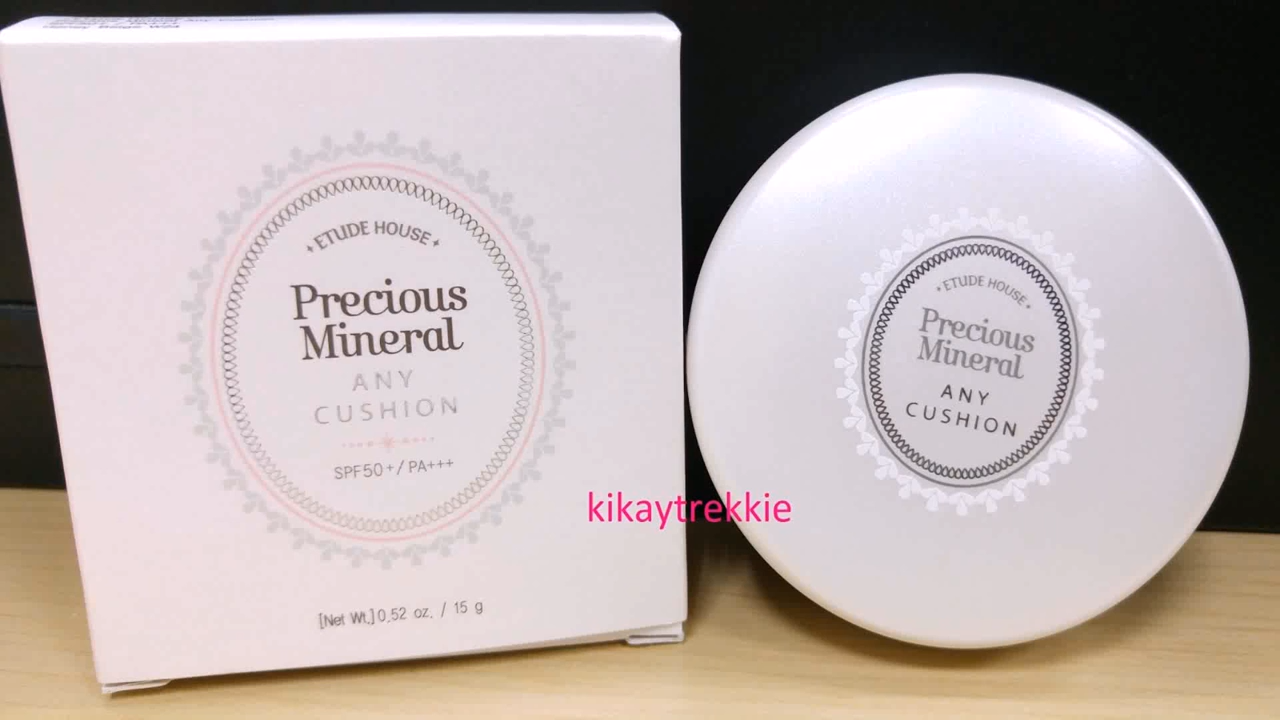 ETUDE HOUSE
Precious
Mineral
ANY
CUSHION
SPF50+/PA+++
[Net Wt.]0.52 oz. / 15 g
ETUDE HOUSE
Precious
Mineral
ANY
CUSHION
kikaytrekkie